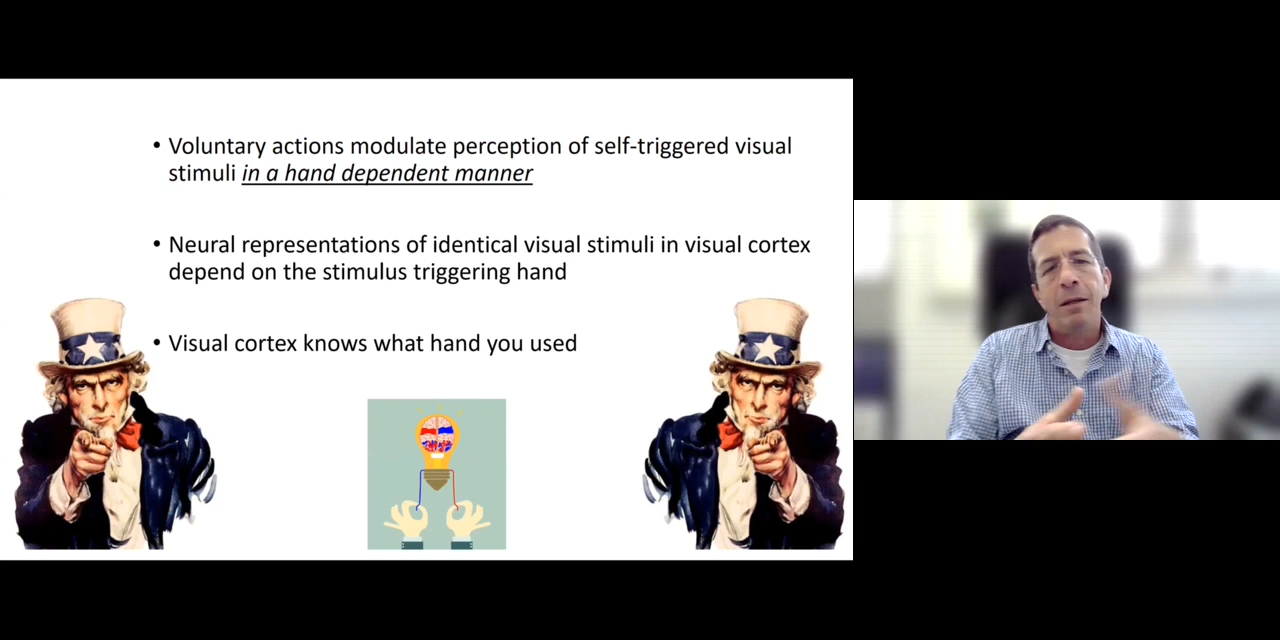 • Voluntary actions modulate perception of self-triggered visual
stimuli in a hand dependent manner
• Neural representations of identical visual stimuli in visual cortex
depend on the stimulus triggering hand
• Visual cortex knows what hand you used